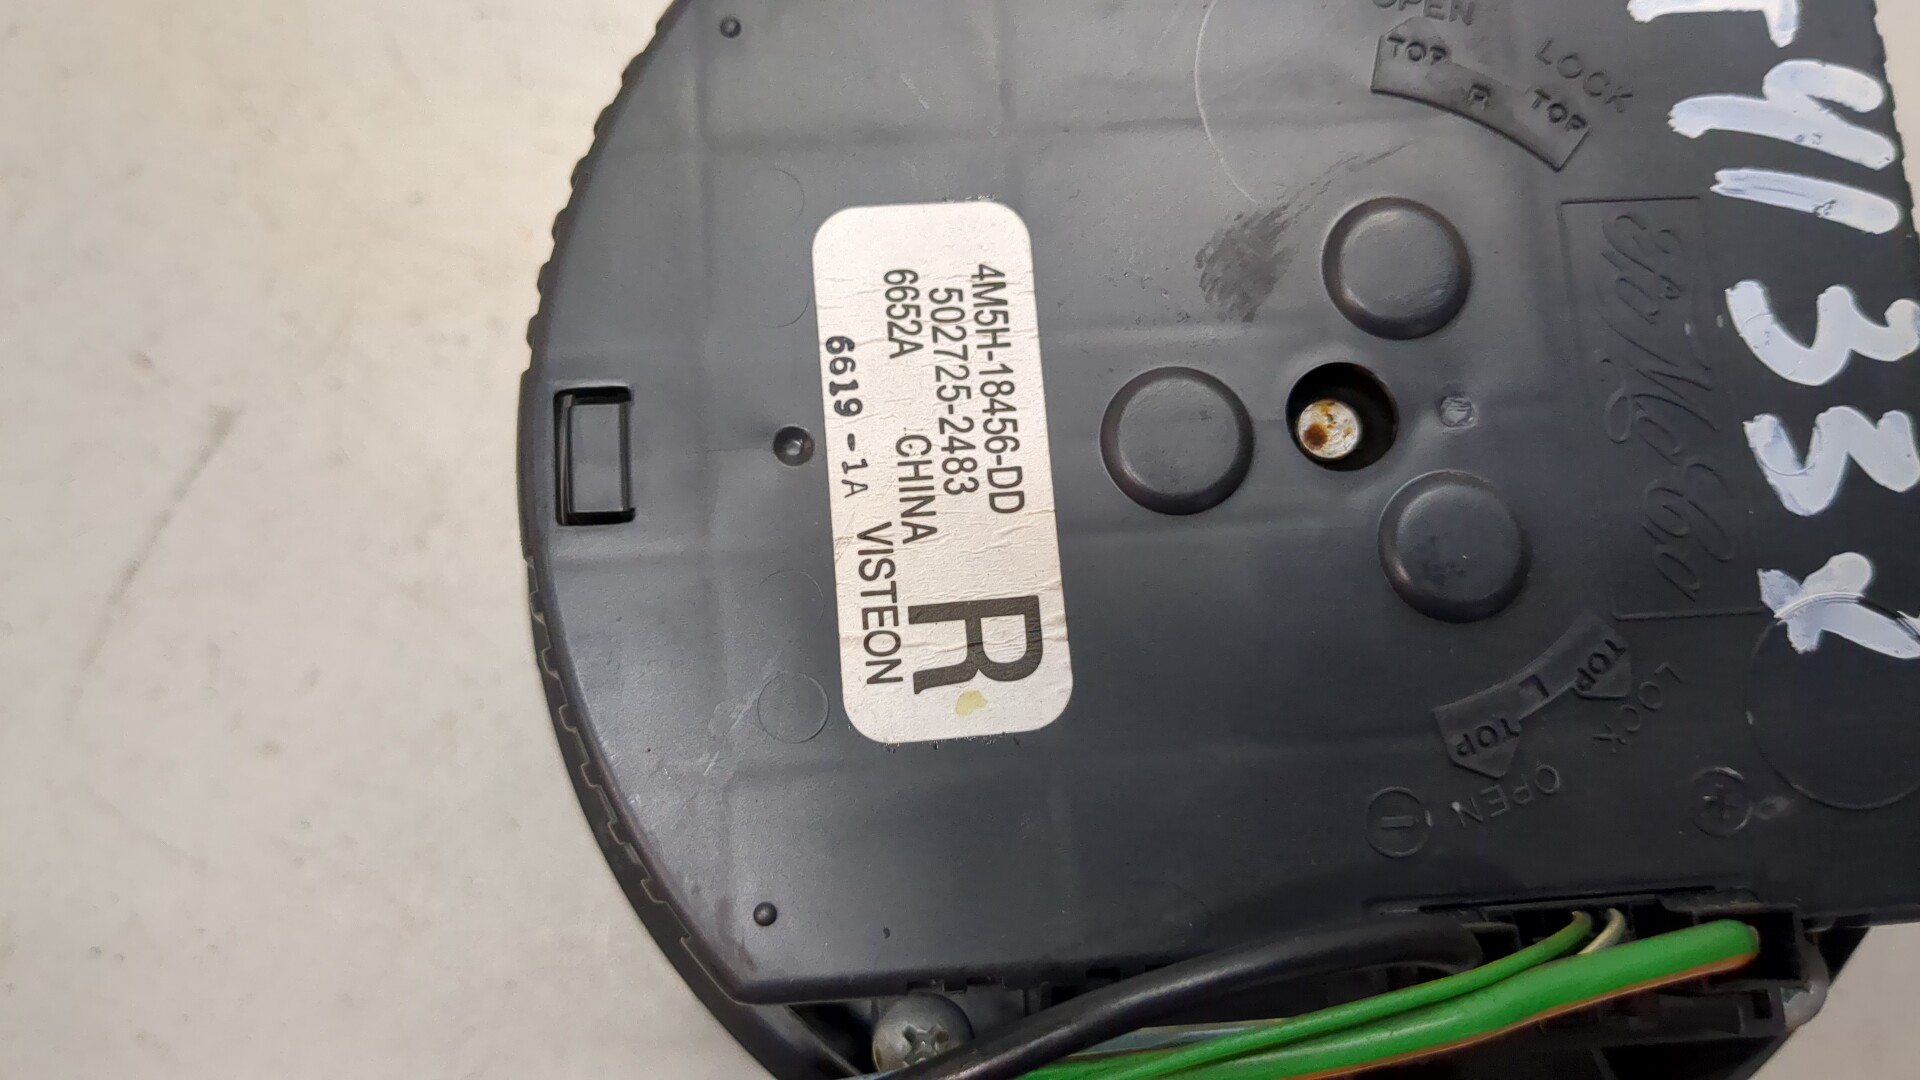 4M5H-18456-DD
502725-2483
6652A CHINA
6619 -1A VISTEON
R
OPEN
LOCK
TOP
R
TOP
TOP
L
TOP
LOCK
OPEN